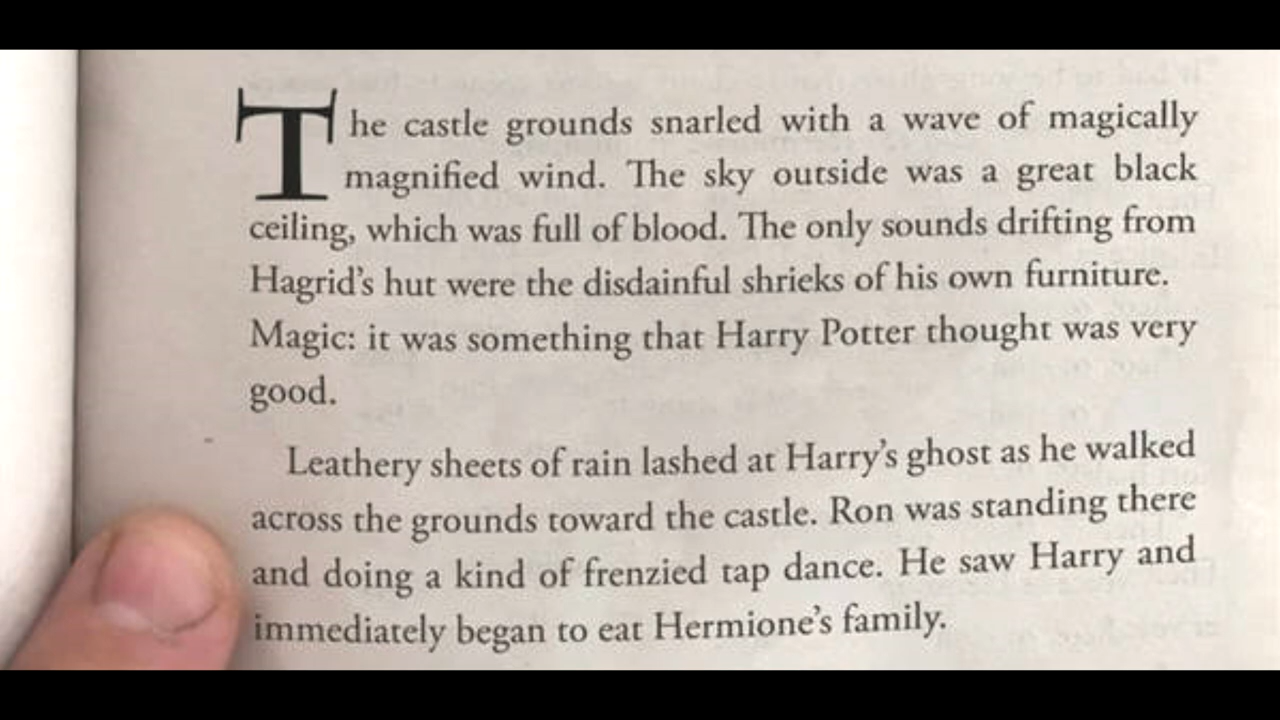 The castle grounds snarled with a wave of magically
magnified wind. The sky outside was a great black
ceiling, which was full of blood. The only sounds drifting from
Hagrid's hut were the disdainful shrieks of his own furniture.
Magic: it was something that Harry Potter thought was very
good.
Leathery sheets of rain lashed at Harry's ghost as he walked
across the grounds toward the castle. Ron was standing there
and doing a kind of frenzied tap dance. He saw Harry and
immediately began to eat Hermione's family.